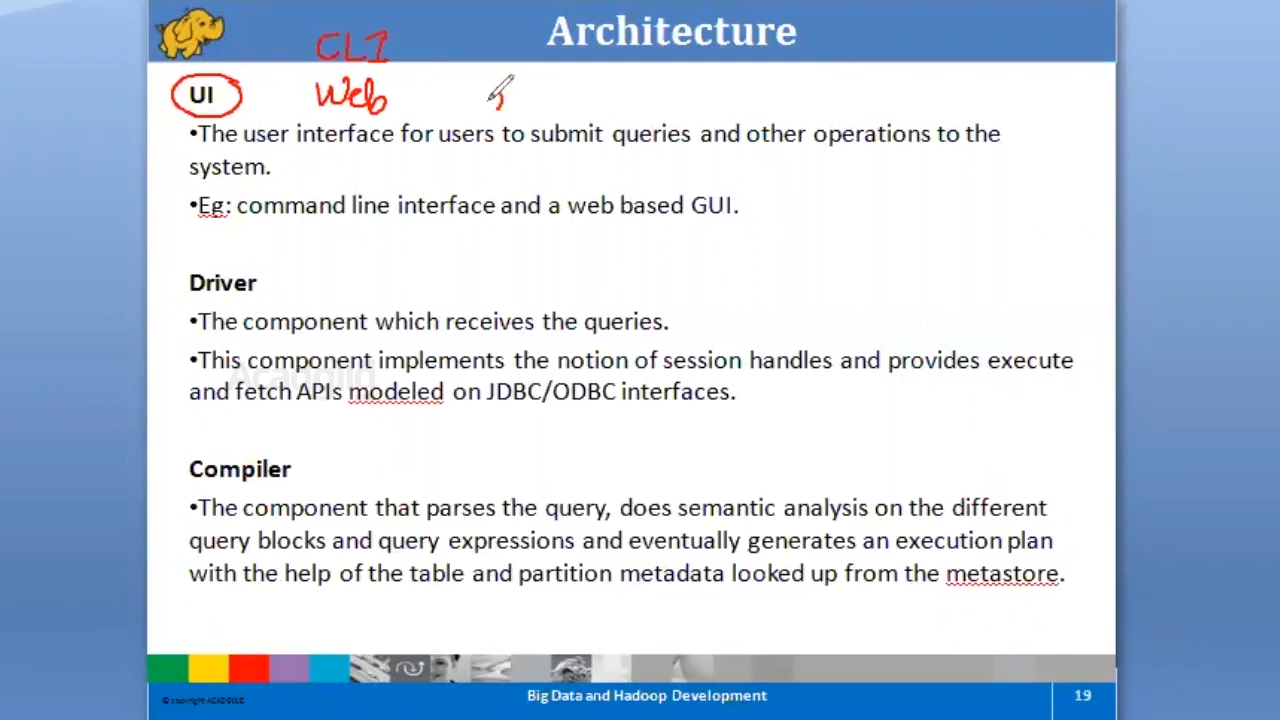 Architecture
CLI
UI Web
•The user interface for users to submit queries and other operations to the
system.
•Eg: command line interface and a web based GUI.
Driver
•The component which receives the queries.
•This component implements the notion of session handles and provides execute
and fetch APIs modeled on JDBC/ODBC interfaces.
Acadgild
Compiler
•The component that parses the query, does semantic analysis on the different
query blocks and query expressions and eventually generates an execution plan
with the help of the table and partition metadata looked up from the metastore.
© copyright ACADGILD
Big Data and Hadoop Development
19